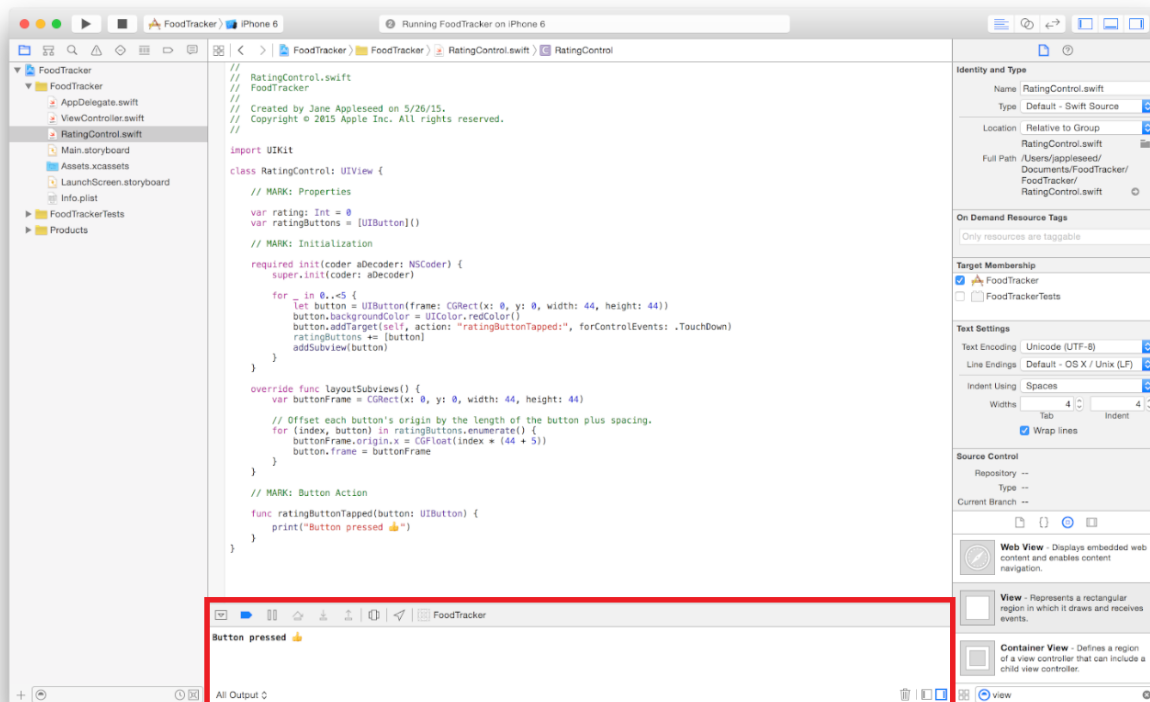 FoodTracker
iPhone 6
Running FoodTracker on iPhone 6
FoodTracker
FoodTracker
RatingControl.swift
RatingControl
FoodTracker
FoodTracker
AppDelegate.swift
ViewController.swift
RatingControl.swift
Main.storyboard
Assets.xcassets
LaunchScreen.storyboard
Info.plist
FoodTrackerTests
Products
//
// RatingControl.swift
// FoodTracker
//
// Created by Jane Appleseed on 5/26/15.
// Copyright © 2015 Apple Inc. All rights reserved.
//
import UIKit
class RatingControl: UIView {
// MARK: Properties
var rating: Int = 0
var ratingButtons = [UIButton]()
// MARK: Initialization
required init(coder aDecoder: NSCoder) {
super.init(coder: aDecoder)
for _ in 0..<5 {
let button = UIButton(frame: CGRect(x: 0, y: 0, width: 44, height: 44))
button.backgroundColor = UIColor.redColor()
button.addTarget(self, action: "ratingButtonTapped:", forControlEvents: .TouchDown)
ratingButtons += [button]
addSubview(button)
}
}
override func layoutSubviews() {
var buttonFrame = CGRect(x: 0, y: 0, width: 44, height: 44)
// Offset each button's origin by the length of the button plus spacing.
for (index, button) in ratingButtons.enumerate() {
buttonFrame.origin.x = CGFloat(index * (44 + 5))
button.frame = buttonFrame
}
}
// MARK: Button Action
func ratingButtonTapped(button: UIButton) {
print("Button pressed 👍")
}
}
FoodTracker
Button pressed 👍
All Output
Identity and Type
Name RatingControl.swift
Type Default - Swift Source
Location Relative to Group
RatingControl.swift
Full Path /Users/jappleseed/
Documents/FoodTracker/
FoodTracker/
RatingControl.swift
On Demand Resource Tags
Only resources are taggable
Target Membership
FoodTracker
FoodTrackerTests
Text Settings
Text Encoding Unicode (UTF-8)
Line Endings Default - OS X / Unix (LF)
Indent Using Spaces
Widths 4 4
Tab Indent
Wrap lines
Source Control
Repository --
Type --
Current Branch --
{ }
Web View - Displays embedded web
content and enables content
navigation.
View - Represents a rectangular
region in which it draws and receives
events.
Container View - Defines a region
of a view controller that can include a
child view controller.
view